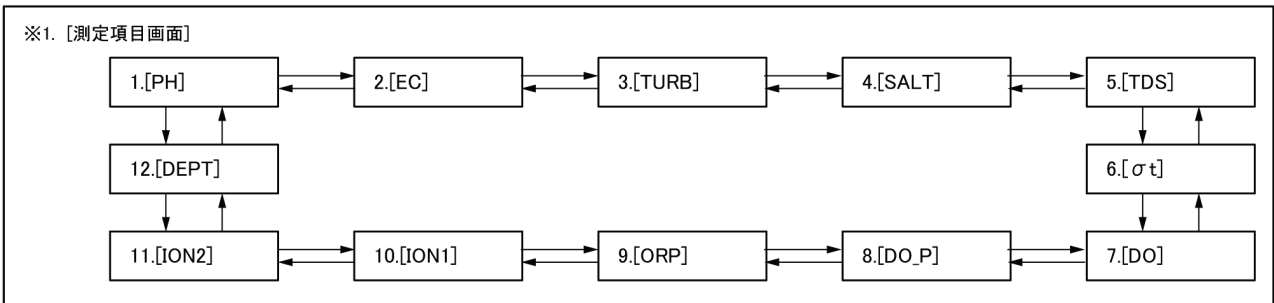 ※1. [測定項目画面]
1.[PH]
2.[EC]
3.[TURB]
4.[SALT]
5.[TDS]
12.[DEPT]
6.[σt]
11.[ION2]
10.[ION1]
9.[ORP]
8.[DO_P]
7.[DO]